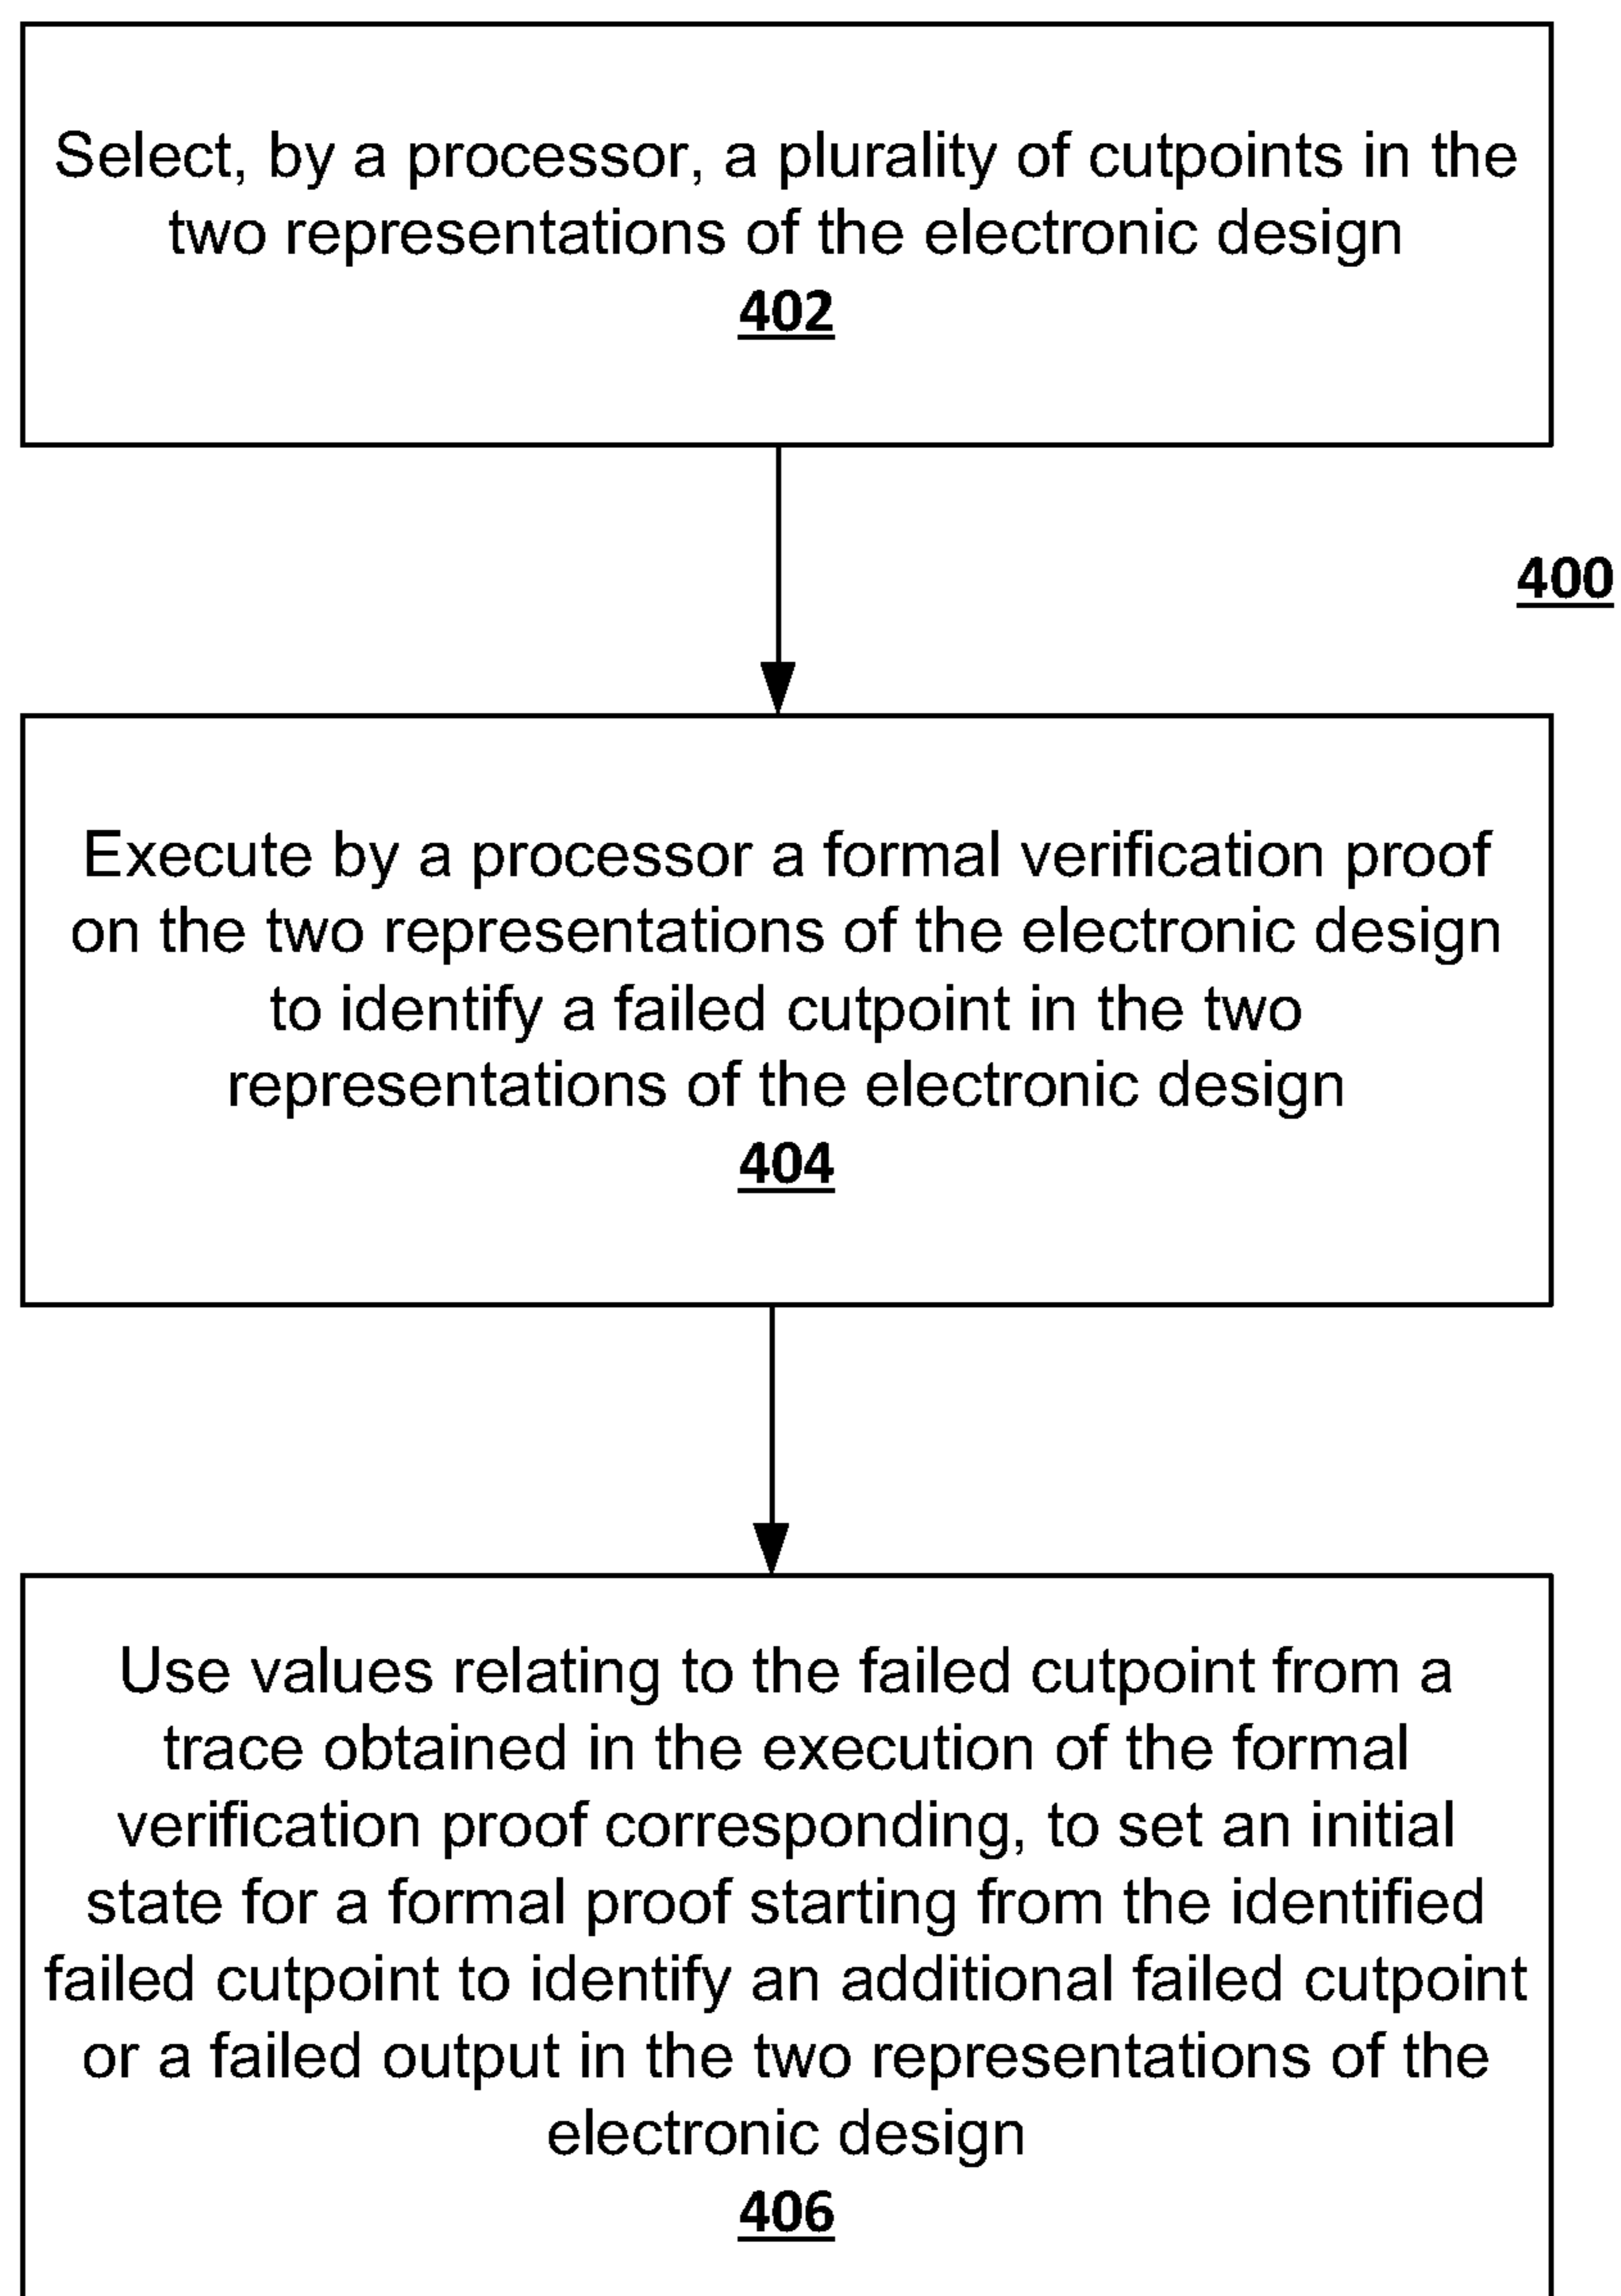 Select, by a processor, a plurality of cutpoints in the
two representations of the electronic design
402
400
Execute by a processor a formal verification proof
on the two representations of the electronic design
to identify a failed cutpoint in the two
representations of the electronic design
404
Use values relating to the failed cutpoint from a
trace obtained in the execution of the formal
verification proof corresponding, to set an initial
state for a formal proof starting from the identified
failed cutpoint to identify an additional failed cutpoint
or a failed output in the two representations of the
electronic design
406